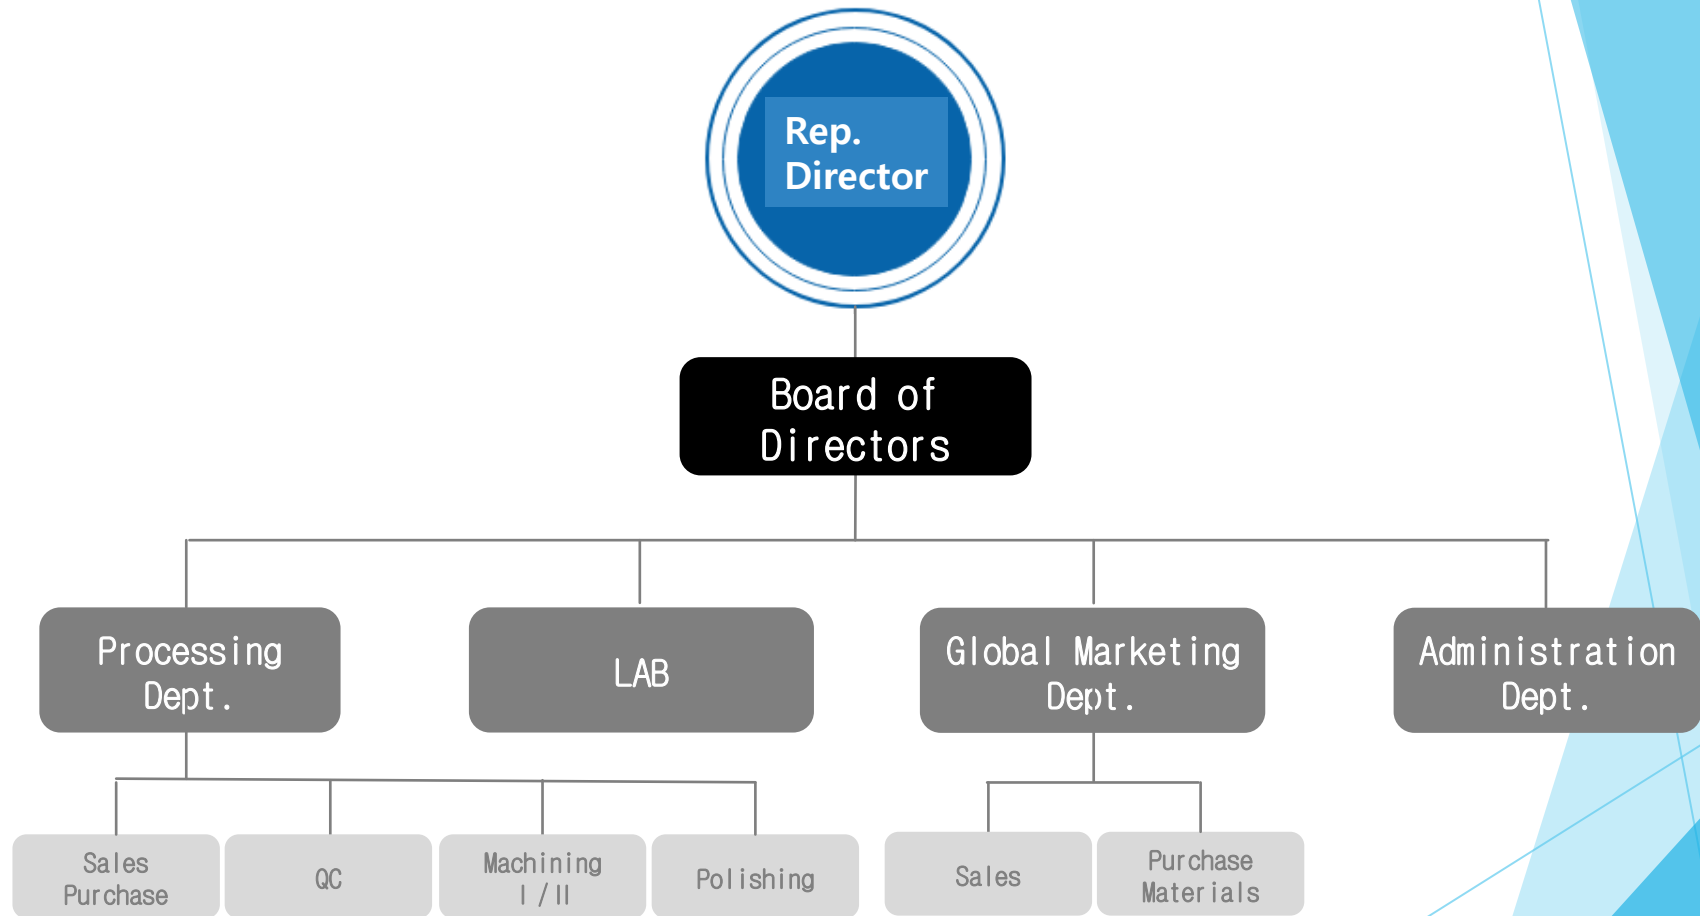 Rep.
Director
Board of
Directors
Processing
Dept.
LAB
Global Marketing
Dept.
Administration
Dept.
Sales
Purchase
QC
Machining
I/II
Polishing
Sales
Purchase
Materials